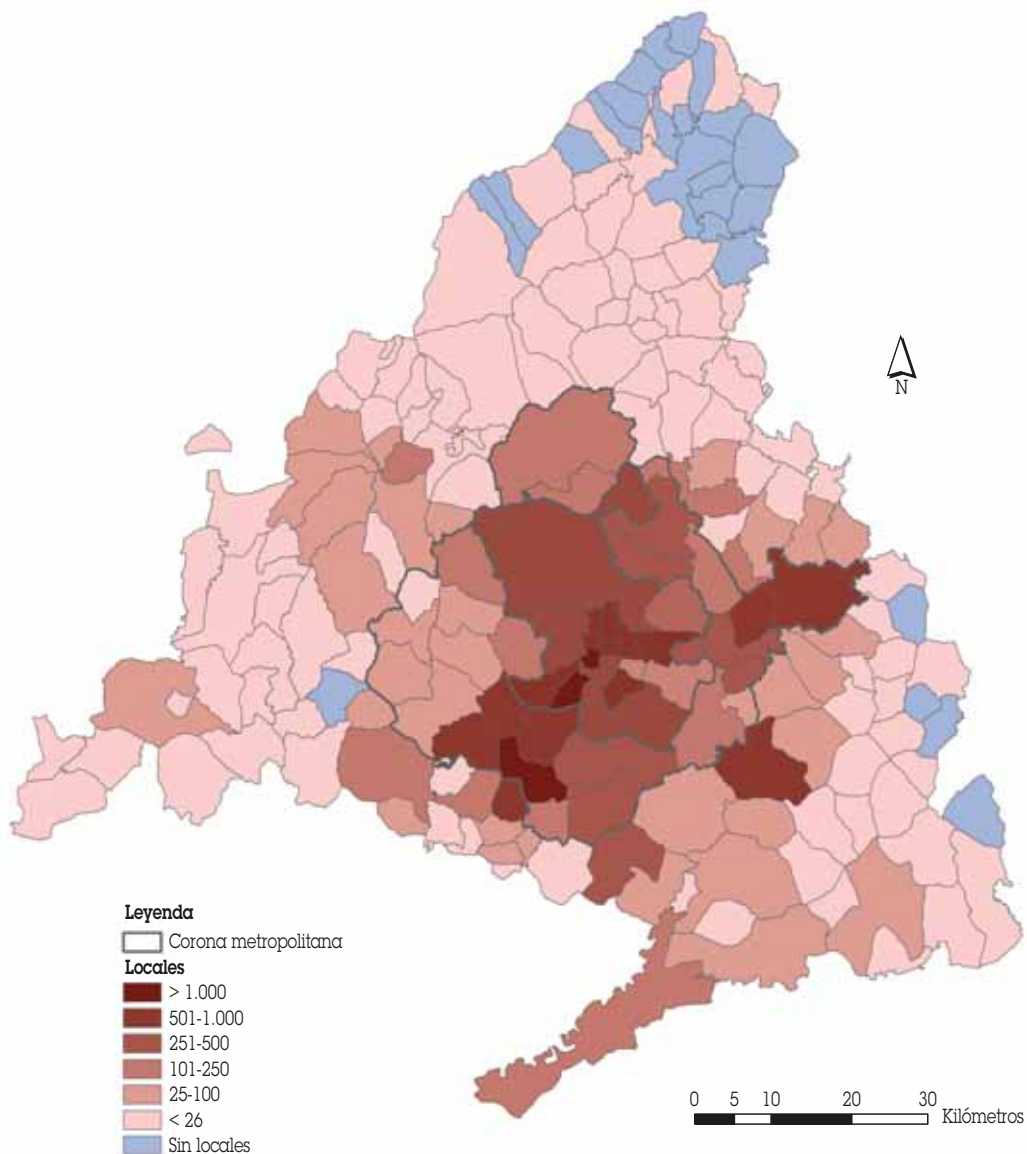 N
Leyenda
Corona metropolitana
Locales
> 1.000
501-1.000
251-500
101-250
25-100
< 26
Sin locales
0 5 10 20 30
Kilómetros